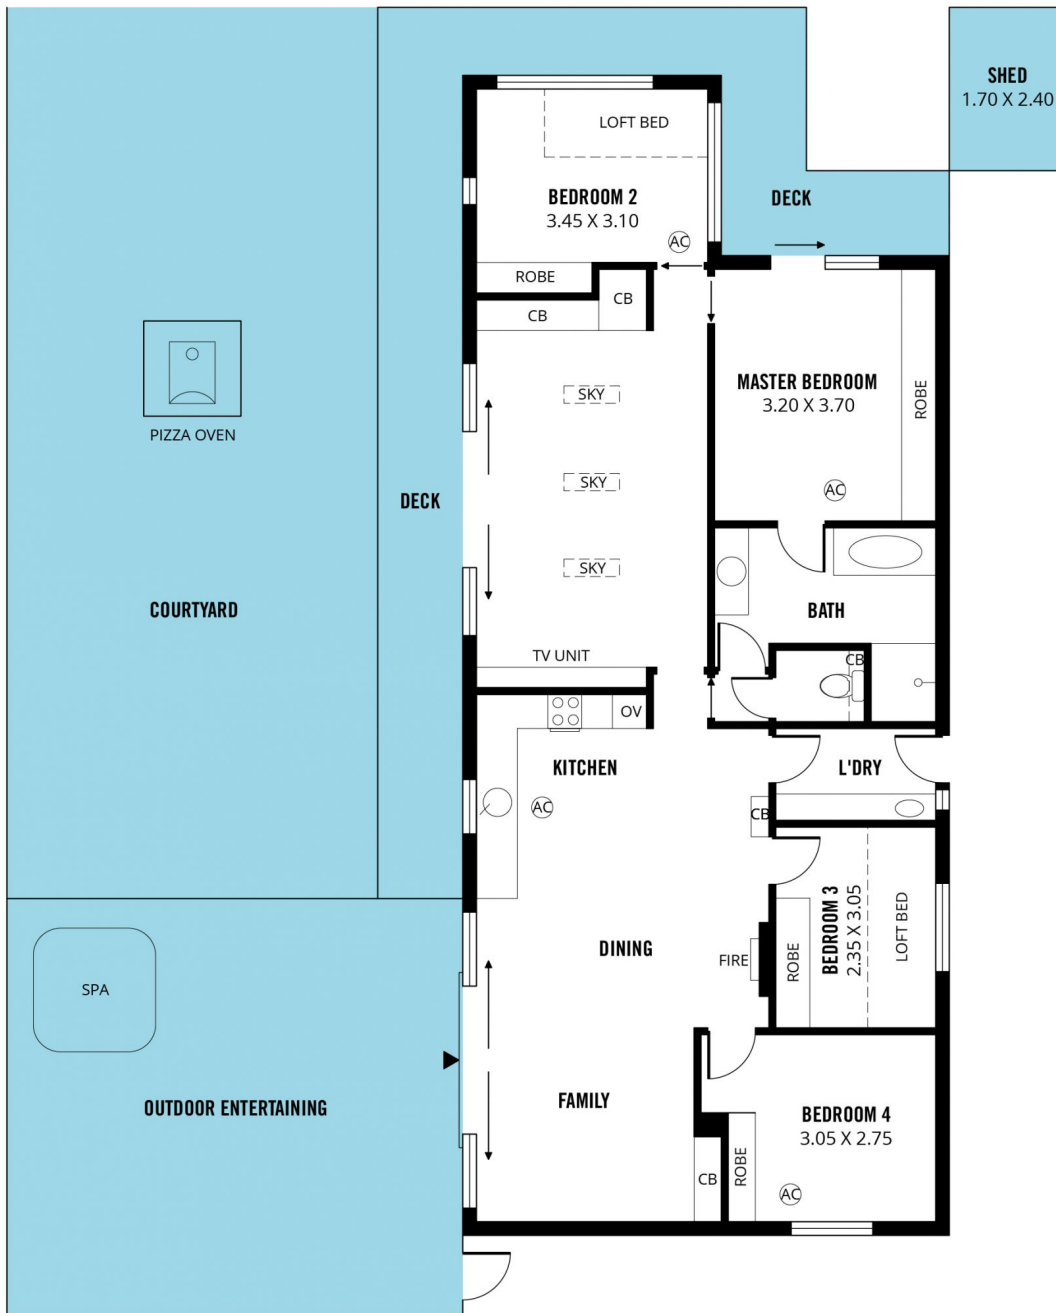 SHED
1.70 X 2.40
LOFT BED
BEDROOM 2
3.45 X 3.10
DECK
AC
ROBE
CB
CB
SKY
MASTER BEDROOM
3.20 X 3.70
ROBE
PIZZA OVEN
SKY
AC
DECK
SKY
COURTYARD
BATH
TV UNIT
CB
OV
KITCHEN
L'DRY
AC
CB
BEDROOM 3
2.35 X 3.05
LOFT BED
ROBE
DINING
FIRE
SPA
FAMILY
OUTDOOR ENTERTAINING
BEDROOM 4
3.05 X 2.75
CB
ROBE
AC